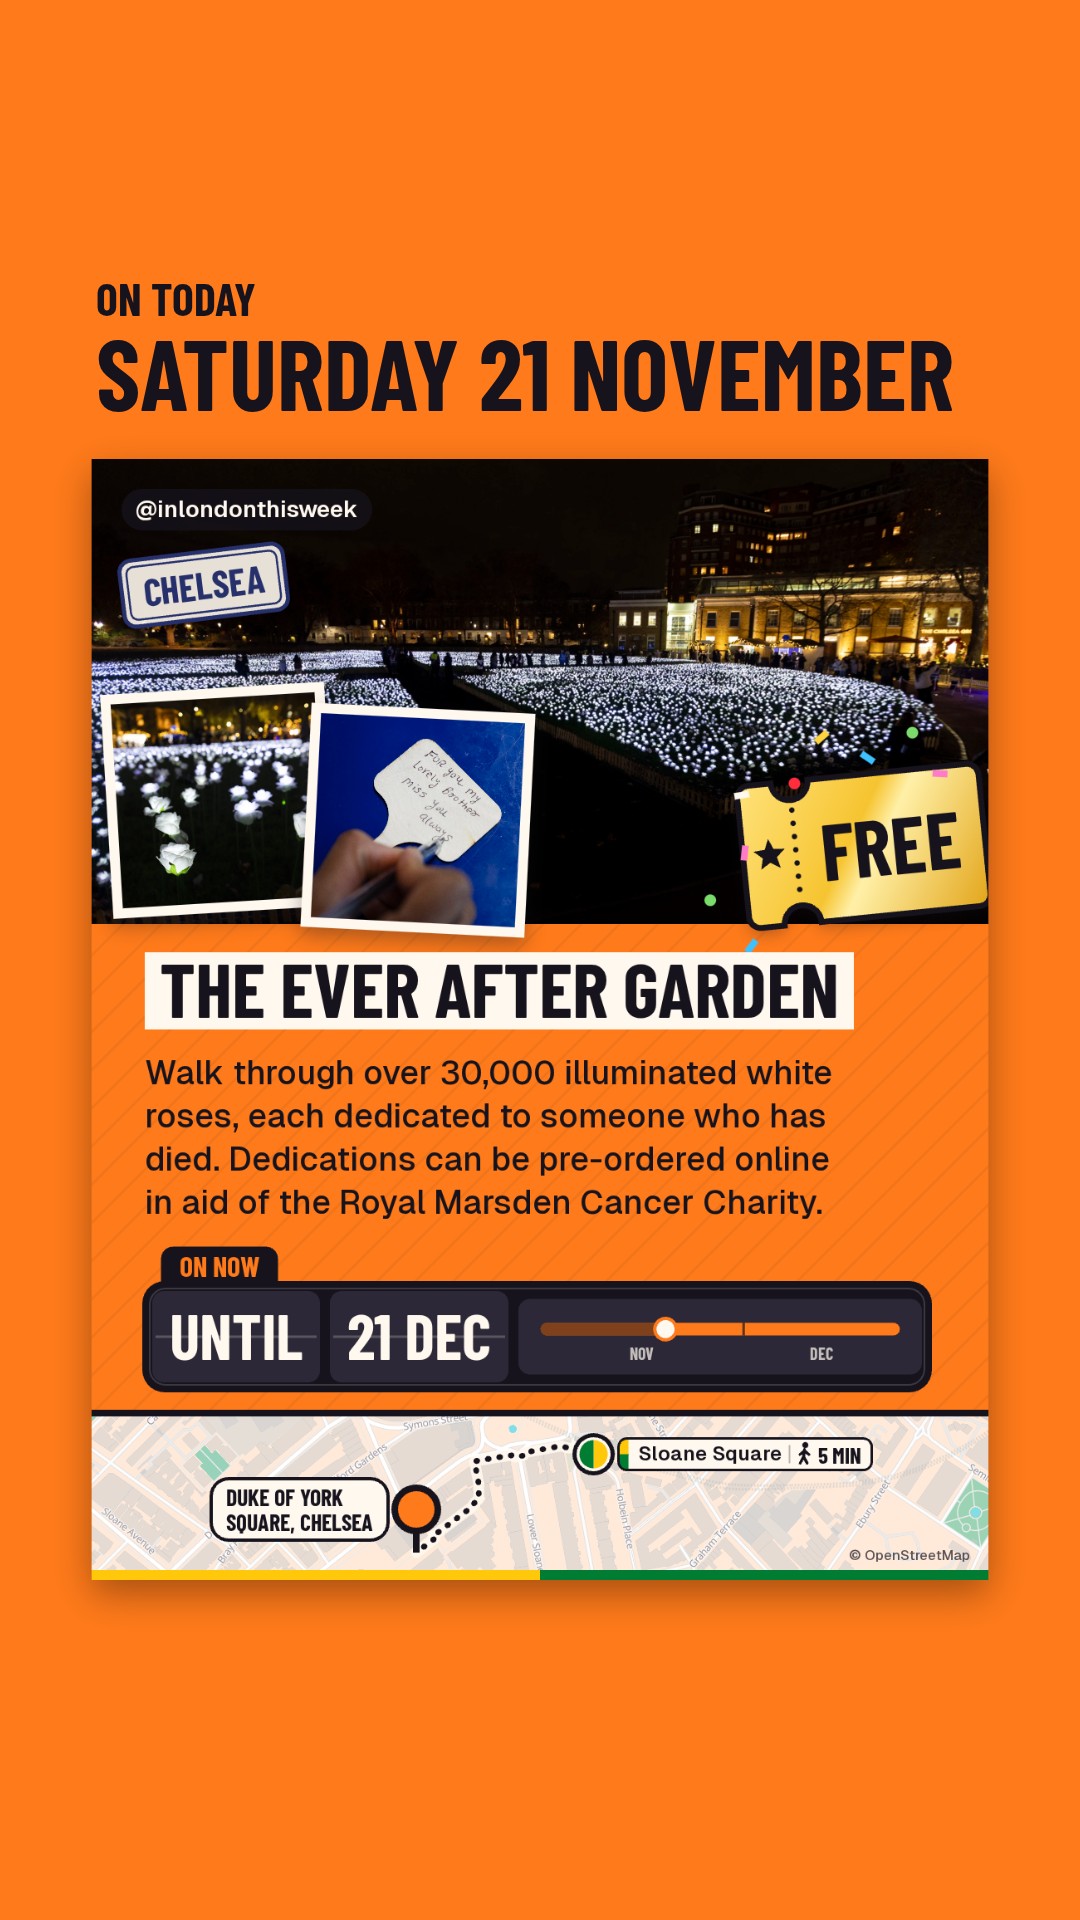 ON TODAY
SATURDAY 21 NOVEMBER
@inlondonthisweek
CHELSEA
FOR you my
Lovely Brother
miss you
always
FREE
THE EVER AFTER GARDEN
Walk through over 30,000 illuminated white
roses, each dedicated to someone who has
died. Dedications can be pre-ordered online
in aid of the Royal Marsden Cancer Charity.
ON NOW
UNTIL 21 DEC
NOV DEC
Symons Street
Sloane Square | 5 MIN
DUKE OF YORK
SQUARE, CHELSEA
Sloane Avenue
Holbein Place
Graham Terrace
Ebury Street
© OpenStreetMap